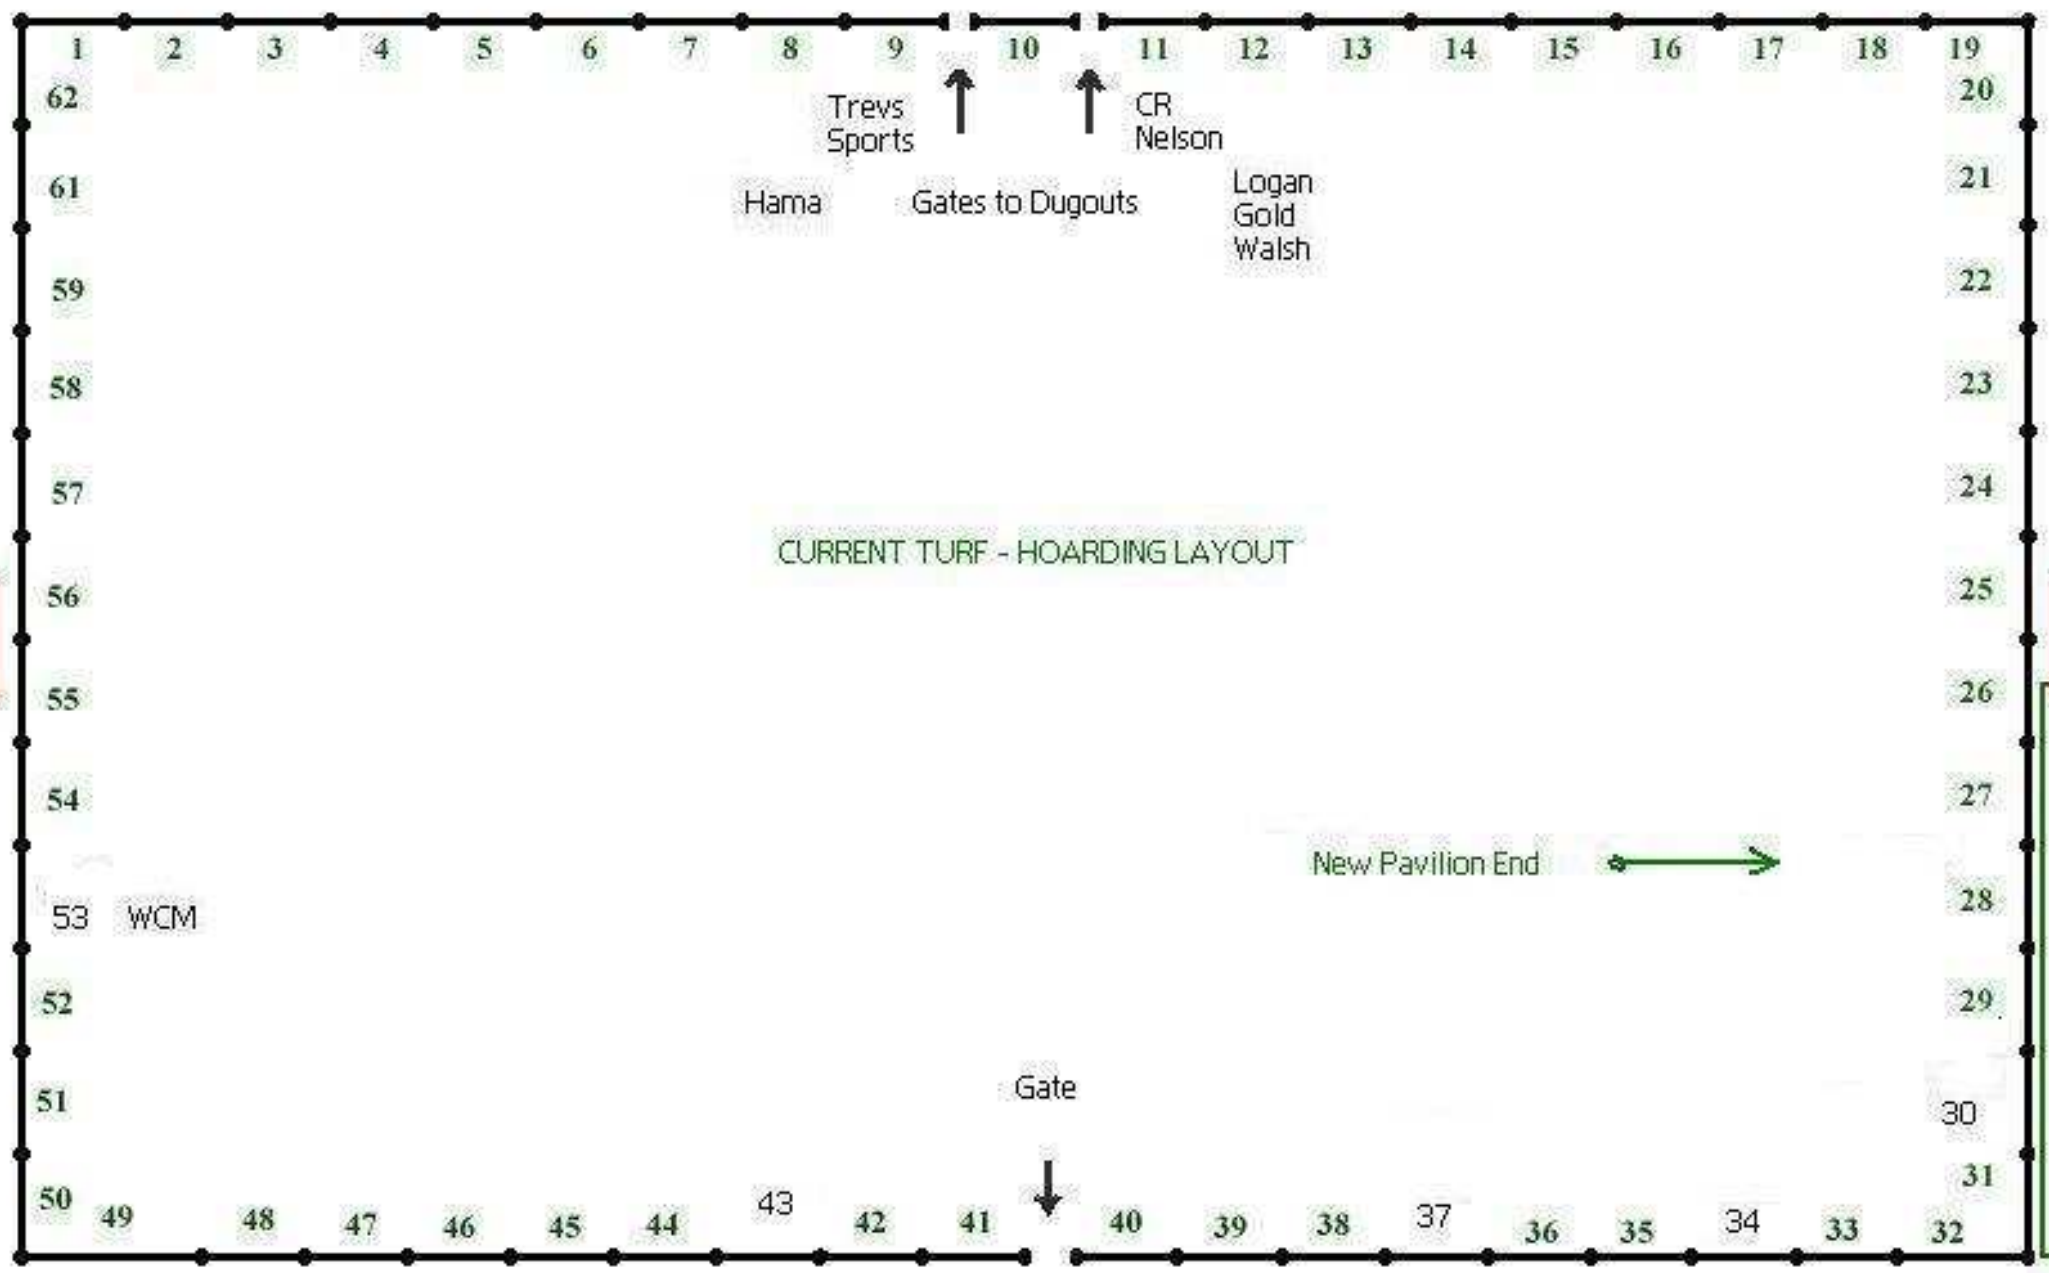 1 2 3 4 5 6 7 8 9 10 11 12 13 14 15 16 17 18 19
62
20
Trevs
Sports
CR
Nelson
61
21
Hama
Gates to Dugouts
Logan
Gold
Walsh
59
22
58
23
57
24
CURRENT TURF - HOARDING LAYOUT
56
25
55
26
54
27
New Pavilion End
53 WCM
28
52
29
Gate
51
30
50
31
49 48 47 46 45 44 43 42 41 40 39 38 37 36 35 34 33 32